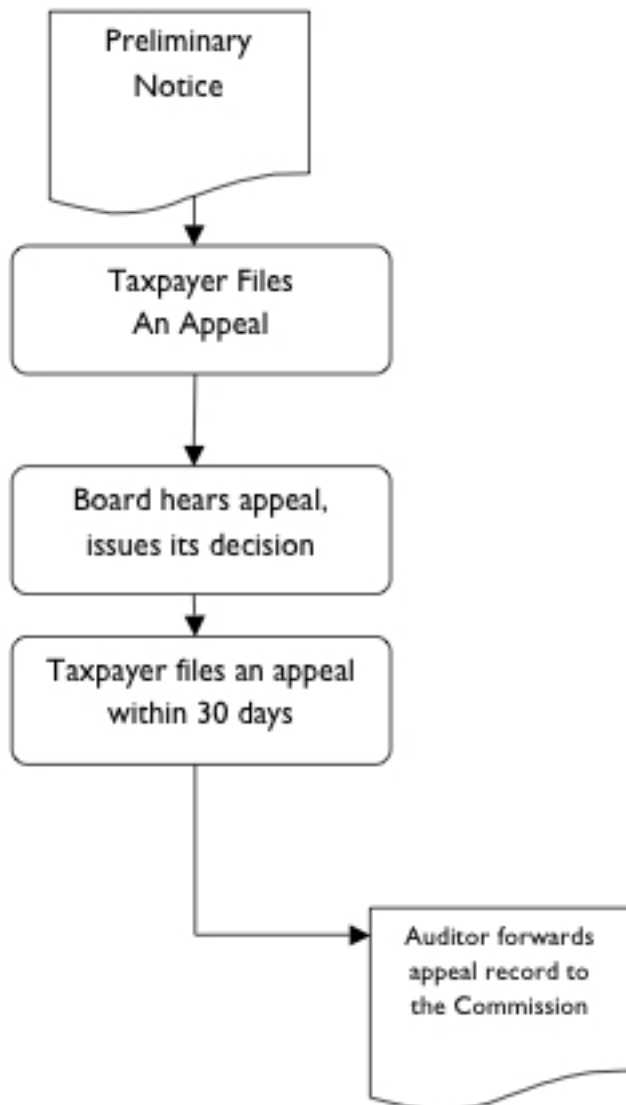 Preliminary
Notice
Taxpayer Files
An Appeal
Board hears appeal,
issues its decision
Taxpayer files an appeal
within 30 days
Auditor forwards
appeal record to
the Commission